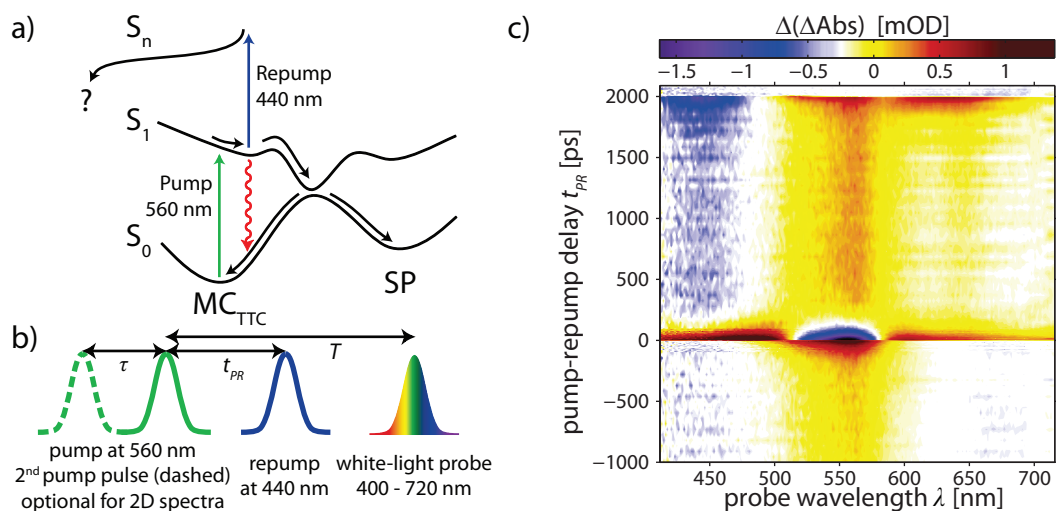 a)
S_n
?
Repump
440 nm
S_1
Pump
560 nm
S_0
MC_TTC
SP
b)
τ
t_PR
T
pump at 560 nm
2^nd pump pulse (dashed)
optional for 2D spectra
repump
at 440 nm
white-light probe
400 - 720 nm
c)
Δ(ΔAbs) [mOD]
−1.5 −1 −0.5 0 0.5 1
pump-repump delay t_PR [ps]
2000
1500
1000
500
0
−500
−1000
450 500 550 600 650 700
probe wavelength λ [nm]